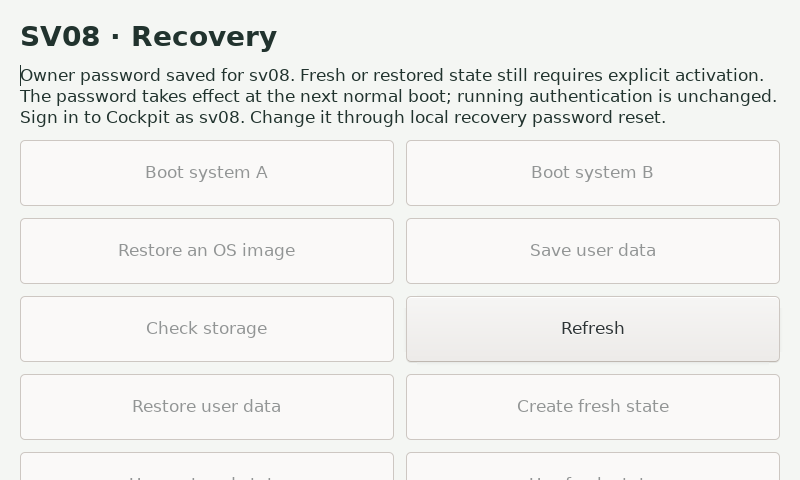 SV08 · Recovery
Owner password saved for sv08. Fresh or restored state still requires explicit activation.
The password takes effect at the next normal boot; running authentication is unchanged.
Sign in to Cockpit as sv08. Change it through local recovery password reset.
Boot system A
Boot system B
Restore an OS image
Save user data
Check storage
Refresh
Restore user data
Create fresh state